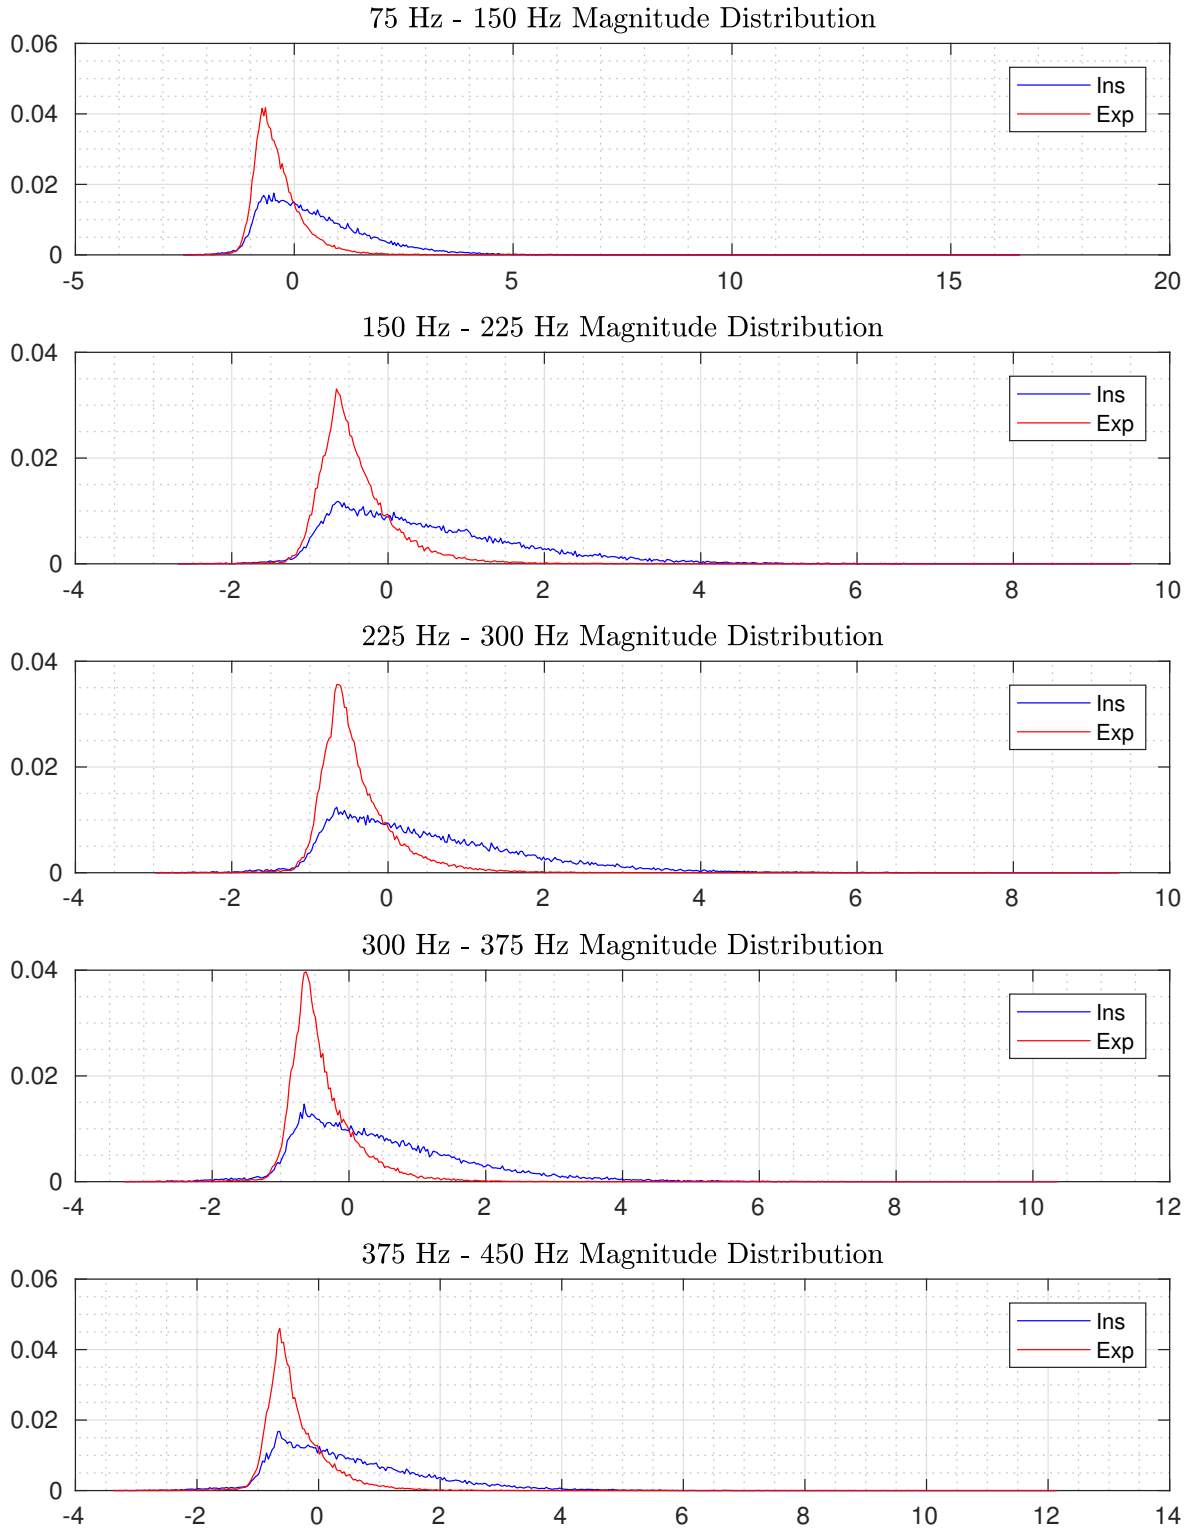 75 Hz - 150 Hz Magnitude Distribution
0.06
0.04
0.02
0
-5 0 5 10 15 20
Ins
Exp
150 Hz - 225 Hz Magnitude Distribution
0.04
0.02
0
-4 -2 0 2 4 6 8 10
Ins
Exp
225 Hz - 300 Hz Magnitude Distribution
0.04
0.02
0
-4 -2 0 2 4 6 8 10
Ins
Exp
300 Hz - 375 Hz Magnitude Distribution
0.04
0.02
0
-4 -2 0 2 4 6 8 10 12
Ins
Exp
375 Hz - 450 Hz Magnitude Distribution
0.06
0.04
0.02
0
-4 -2 0 2 4 6 8 10 12 14
Ins
Exp